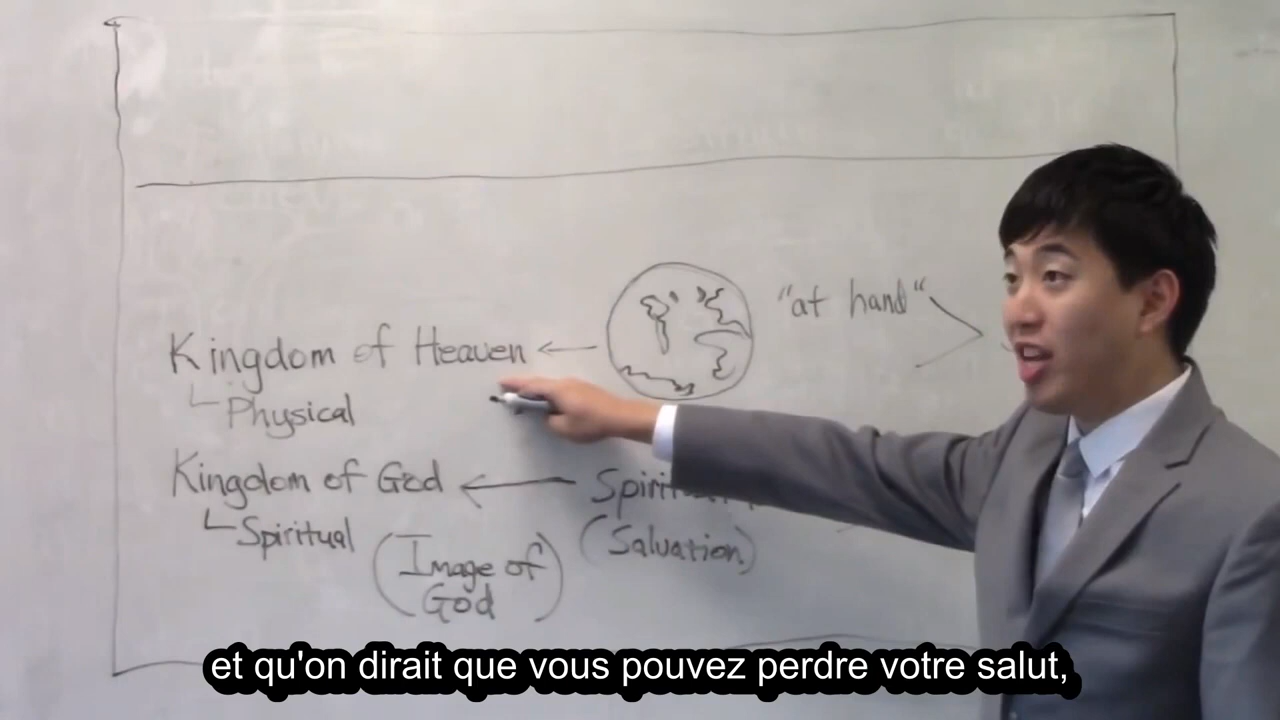 "at hand"
Kingdom of Heaven
Physical
Kingdom of God
Spiritual
(Salvation)
(Image of
God)
et qu'on dirait que vous pouvez perdre votre salut,